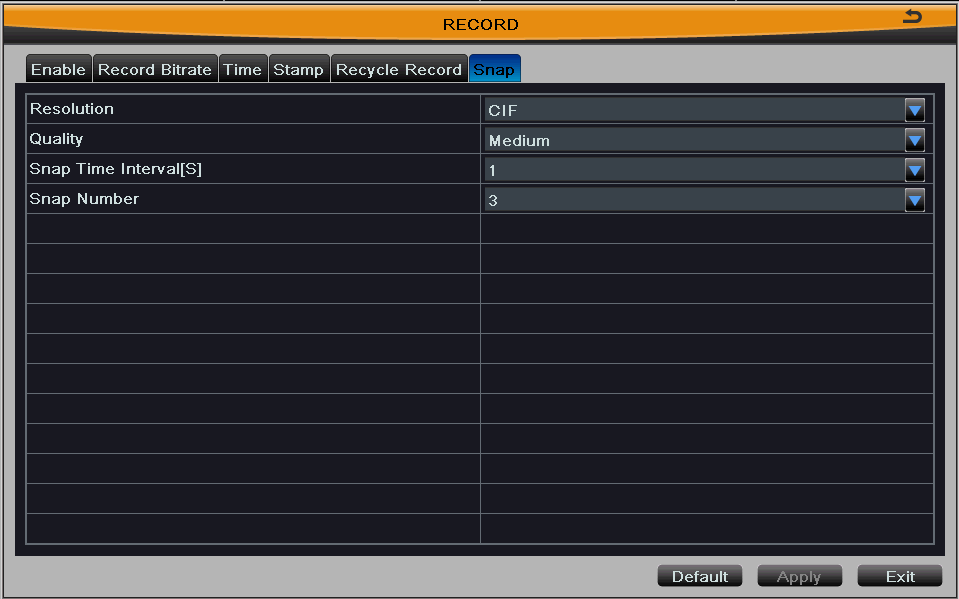 RECORD
Enable Record Bitrate Time Stamp Recycle Record Snap
Resolution CIF
Quality Medium
Snap Time Interval[S] 1
Snap Number 3
Default Apply Exit